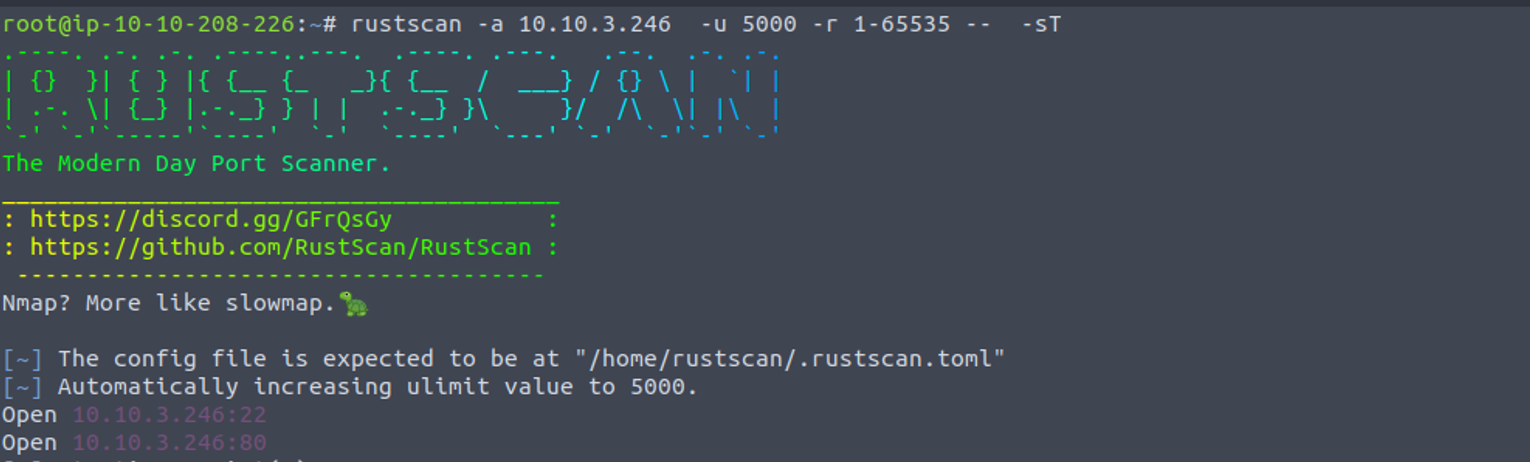 root@ip-10-10-208-226:~# rustscan -a 10.10.3.246  -u 5000 -r 1-65535 --  -sT
.----. .-. .-. .----..---.  .----. .---.   .--.  .-. .-.
| {}  }| { } |{ {__ {_   _}{ {__  /  ___} / {} \ |  `| |
| .-. \| {_} |.-._} } | |  .-._} }\     }/  /\  \| |\  |
`-' `-'`-----'`----'  `-'  `----'  `---' `-'  `-'`-' `-'
The Modern Day Port Scanner.
________________________________________
: https://discord.gg/GFrQsGy           :
: https://github.com/RustScan/RustScan :
 --------------------------------------
Nmap? More like slowmap.🐢
[~] The config file is expected to be at "/home/rustscan/.rustscan.toml"
[~] Automatically increasing ulimit value to 5000.
Open 10.10.3.246:22
Open 10.10.3.246:80